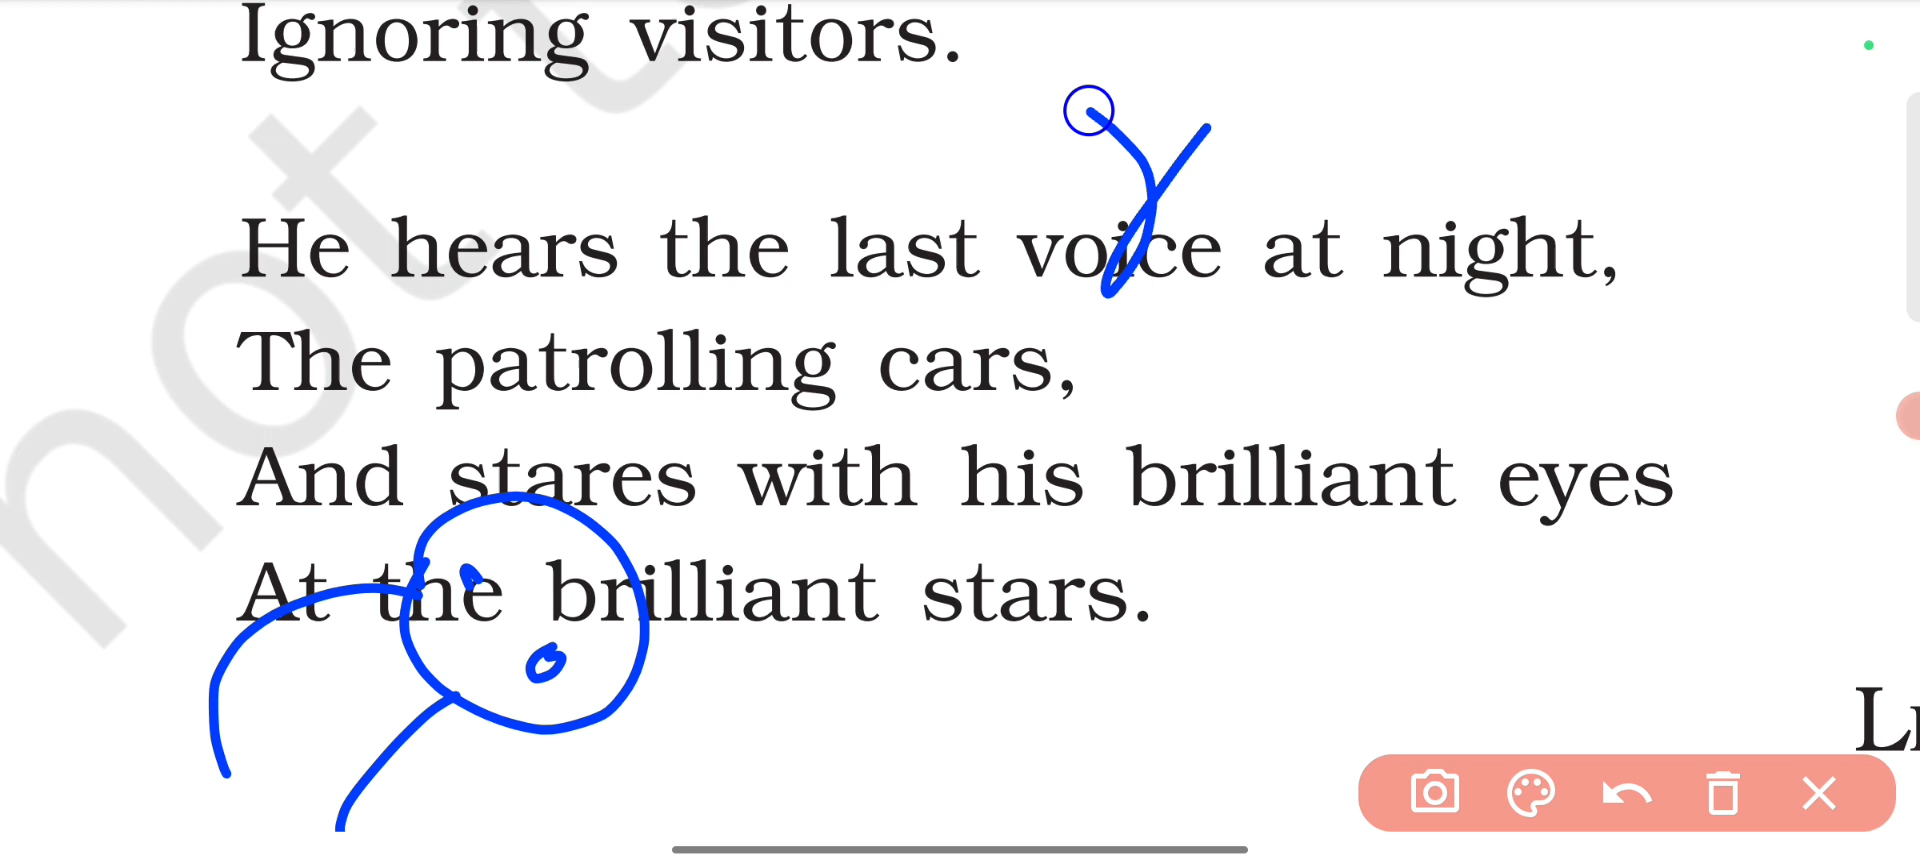 Ignoring visitors.
He hears the last voice at night,
The patrolling cars,
And stares with his brilliant eyes
At the brilliant stars.
not